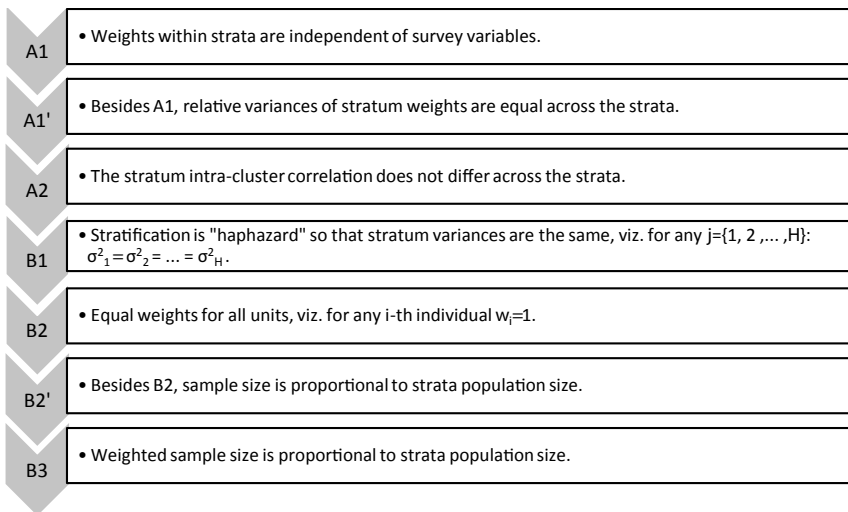 A1
• Weights within strata are independent of survey variables.
A1'
• Besides A1, relative variances of stratum weights are equal across the strata.
A2
• The stratum intra-cluster correlation does not differ across the strata.
B1
• Stratification is "haphazard" so that stratum variances are the same, viz. for any j={1, 2 ,... ,H}:
σ²₁ = σ²₂ = ... = σ²_H .
B2
• Equal weights for all units, viz. for any i-th individual wᵢ=1.
B2'
• Besides B2, sample size is proportional to strata population size.
B3
• Weighted sample size is proportional to strata population size.